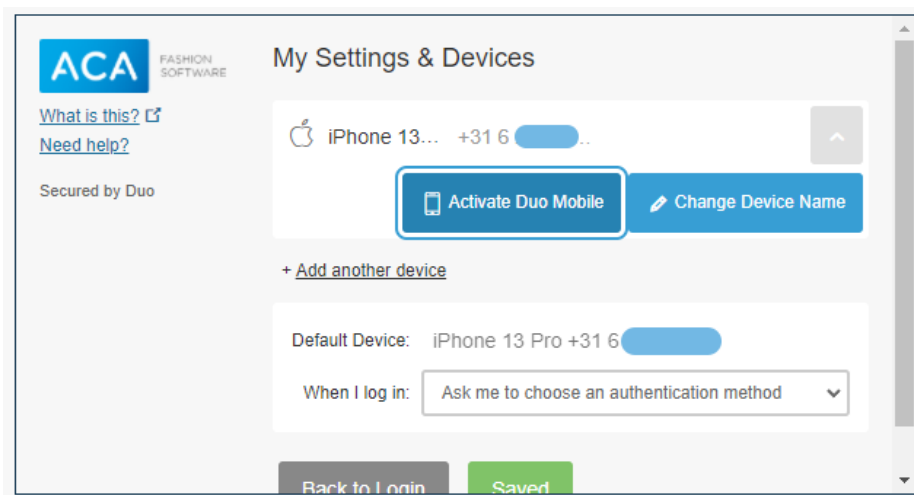 ACA FASHION SOFTWARE
What is this?
Need help?
Secured by Duo
My Settings & Devices
iPhone 13... +31 6 ..
Activate Duo Mobile
Change Device Name
+ Add another device
Default Device: iPhone 13 Pro +31 6
When I log in: Ask me to choose an authentication method
Back to Login
Saved